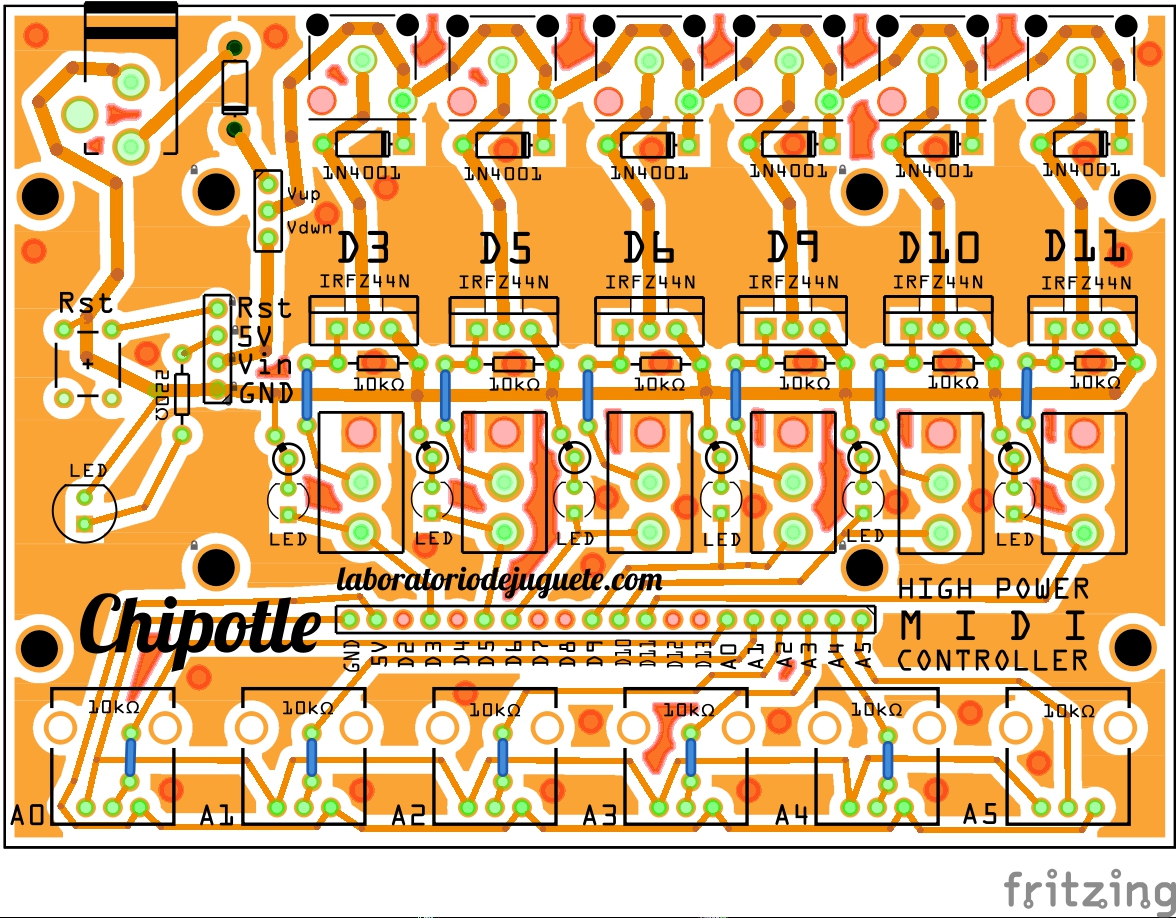 1N4001 1N4001 1N4001 1N4001 1N4001 1N4001
Vup
Vdwn
D3 D5 D6 D9 D10 D11
IRFZ44N IRFZ44N IRFZ44N IRFZ44N IRFZ44N IRFZ44N
Rst
Rst
5V
Vin
GND
+
220Ω
10kΩ 10kΩ 10kΩ 10kΩ 10kΩ 10kΩ
LED
LED LED LED LED LED LED
laboratoriodejuguete.com
Chipotle
HIGH POWER
MIDI
CONTROLLER
GND 5V D2 D3 D4 D5 D6 D7 D8 D9 D10 D11 D12 D13 A0 A1 A2 A3 A4 A5
10kΩ 10kΩ 10kΩ 10kΩ 10kΩ 10kΩ
A0 A1 A2 A3 A4 A5
fritzing